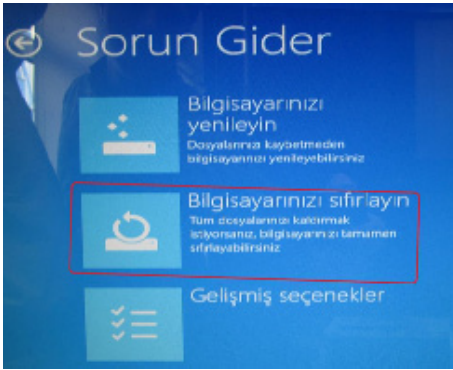 Sorun Gider
Bilgisayarınızı
yenileyin
Dosyalarınızı kaybetmeden
bilgisayarınızı yenileyebilirsiniz
Bilgisayarınızı sıfırlayın
Tüm dosyalarınızı kaldırmak
istiyorsanız, bilgisayarınızı tamamen
sıfırlayabilirsiniz
Gelişmiş seçenekler